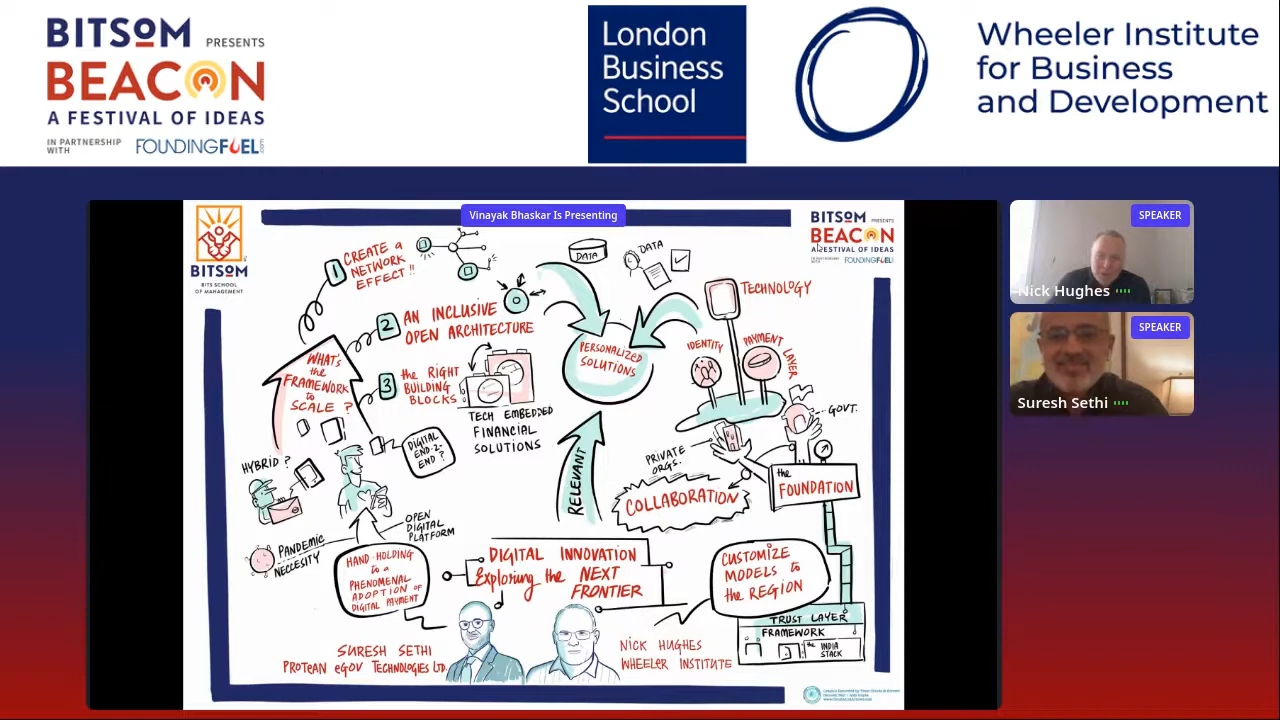 BITSOM PRESENTS
BEACON
A FESTIVAL OF IDEAS
IN PARTNERSHIP
WITH
FOUNDINGFUEL
.com
London
Business
School
Wheeler Institute
for Business
and Development
Vinayak Bhaskar Is Presenting
BITSOM
BITS SCHOOL
OF MANAGEMENT
BITSOM PRESENTS
BEACON
A FESTIVAL OF IDEAS
FOUNDINGFUEL
1
CREATE A
NETWORK
EFFECT!!
DATA
DATA
2
AN INCLUSIVE
OPEN ARCHITECTURE
TECHNOLOGY
WHAT'S
the
FRAMEWORK
to
SCALE ?
3
the RIGHT
BUILDING
BLOCKS
TECH EMBEDDED
FINANCIAL
SOLUTIONS
PERSONALIZED
SOLUTIONS
IDENTITY
PAYMENT
LAYER
GOVT.
PRIVATE
ORGS.
HYBRID ?
DIGITAL
END-2-
END ?
RELEVANT
COLLABORATION
the
FOUNDATION
PANDEMIC
NECCESITY
OPEN
DIGITAL
PLATFORM
HAND HOLDING
to a
PHENOMENAL
ADOPTION OF
DIGITAL PAYMENT
DIGITAL INNOVATION
Exploring the NEXT
FRONTIER
CUSTOMIZE
MODELS to
the REGION
TRUST LAYER
FRAMEWORK
the
INDIA
STACK
SURESH SETHI
PROTEAN eGOV TECHNOLOGIES LTD.
NICK HUGHES
WHEELER INSTITUTE
SPEAKER
Nick Hughes
SPEAKER
Suresh Sethi